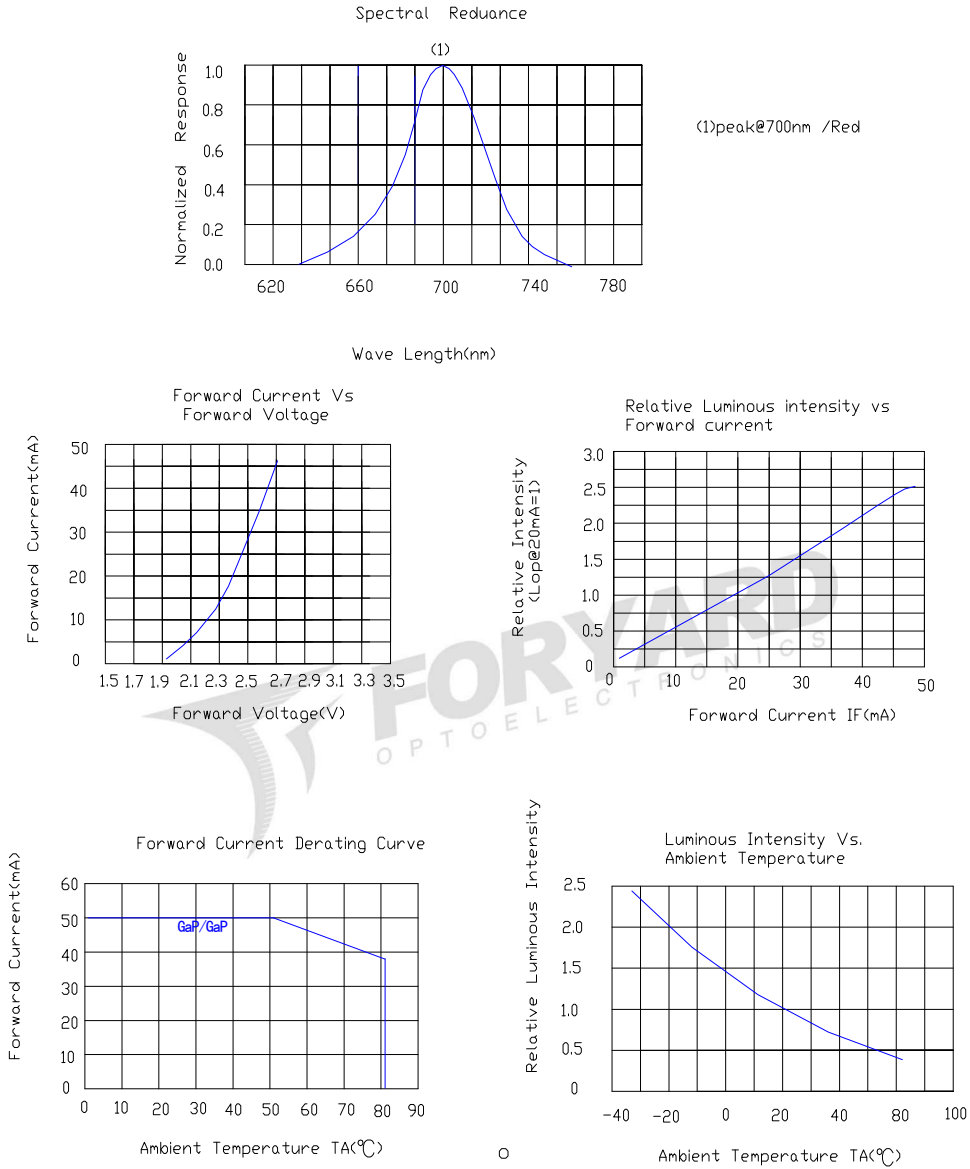 Spectral Reduance
(1)
Normalized Response
1.0
0.8
0.6
0.4
0.2
0.0
620 660 700 740 780
Wave Length(nm)
(1)peak@700nm /Red
Forward Current Vs
Forward Voltage
Forward Current(mA)
50
40
30
20
10
0
1.5 1.7 1.9 2.1 2.3 2.5 2.7 2.9 3.1 3.3 3.5
Forward Voltage(V)
Relative Luminous intensity vs
Forward current
Relative Intensity
(Lop@20mA=1)
3.0
2.5
2.0
1.5
1.0
0.5
0
0 10 20 30 40 50
Forward Current IF(mA)
FORYARD
OPTOELECTRONICS
Forward Current Derating Curve
Forward Current(mA)
60
50
40
30
20
10
0
GaP/GaP
0 10 20 30 40 50 60 70 80 90
Ambient Temperature TA(℃)
O
Luminous Intensity Vs.
Ambient Temperature
Relative Luminous Intensity
2.5
2.0
1.5
1.0
0.5
0
-40 -20 0 20 40 80 100
Ambient Temperature TA(℃)